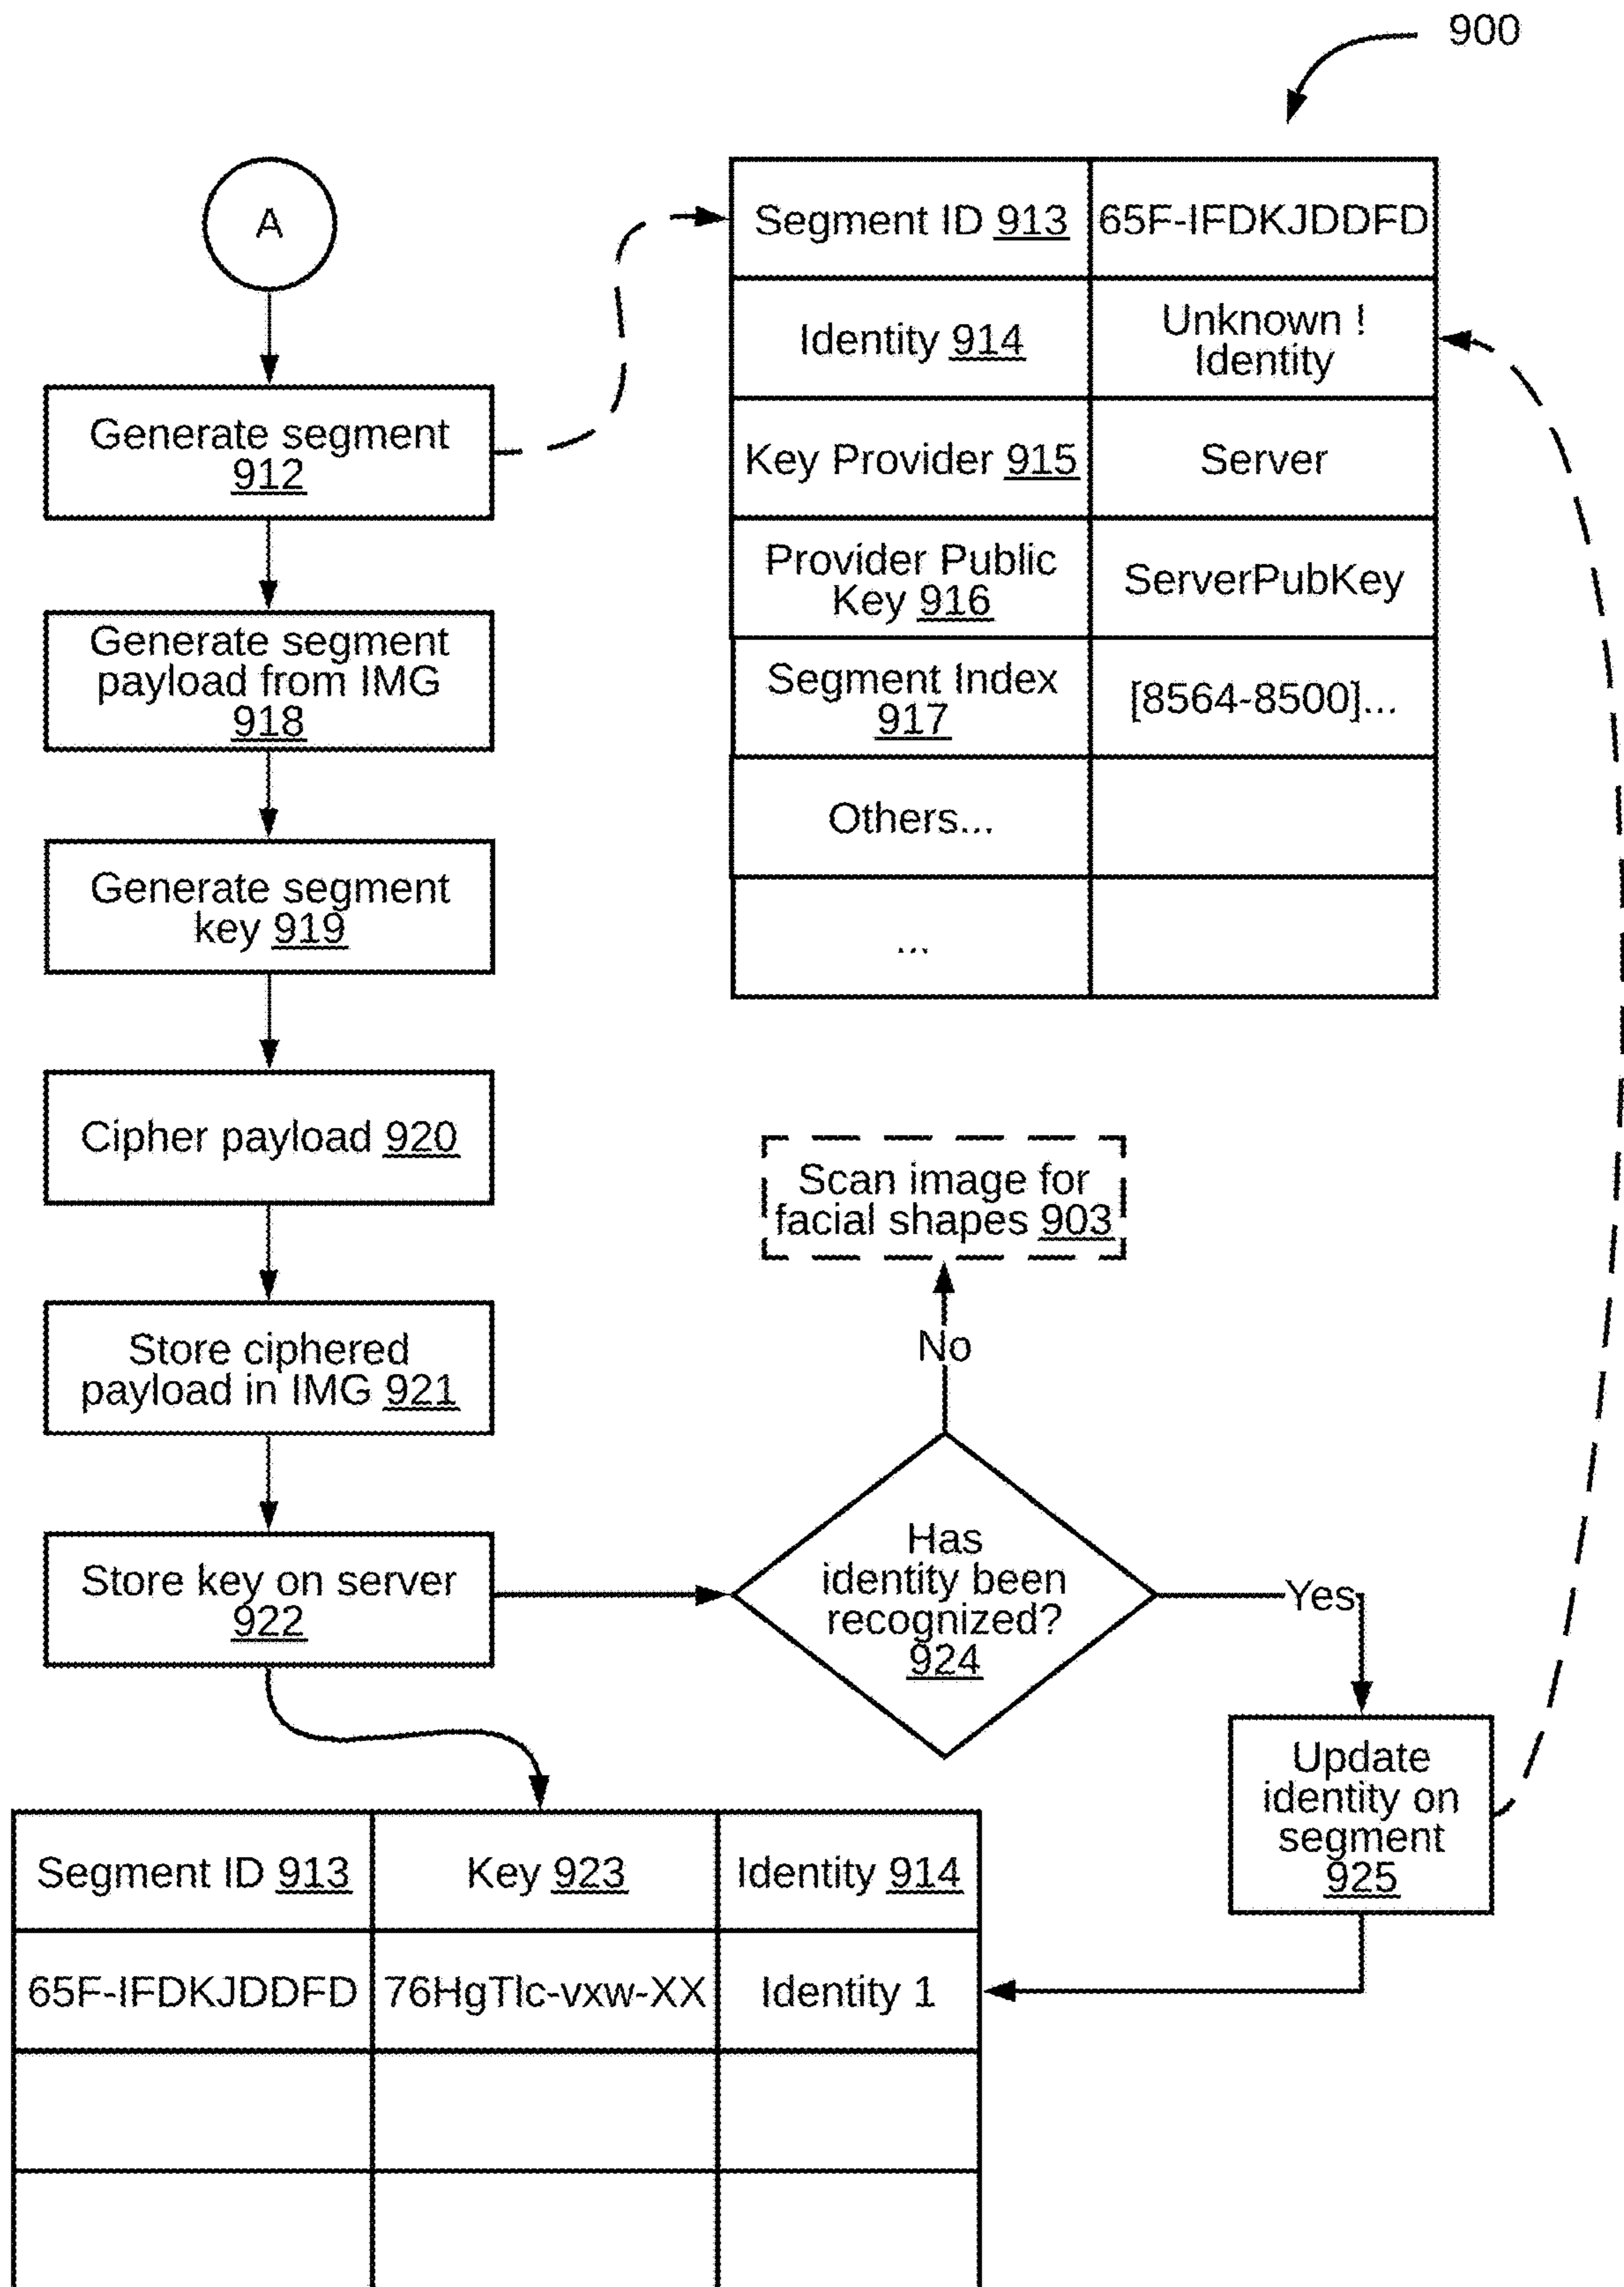 900
A
Generate segment
912
Generate segment
payload from IMG
918
Generate segment
key 919
Cipher payload 920
Store ciphered
payload in IMG 921
Store key on server
922
Segment ID 913
65F-IFDKJDDFD
Identity 914
Unknown !
Identity
Key Provider 915
Server
Provider Public
Key 916
ServerPubKey
Segment Index
917
[8564-8500]...
Others...
...
Scan image for
facial shapes 903
No
Has
identity been
recognized?
924
Yes
Update
identity on
segment
925
Segment ID 913
Key 923
Identity 914
65F-IFDKJDDFD
76HgTlc-vxw-XX
Identity 1